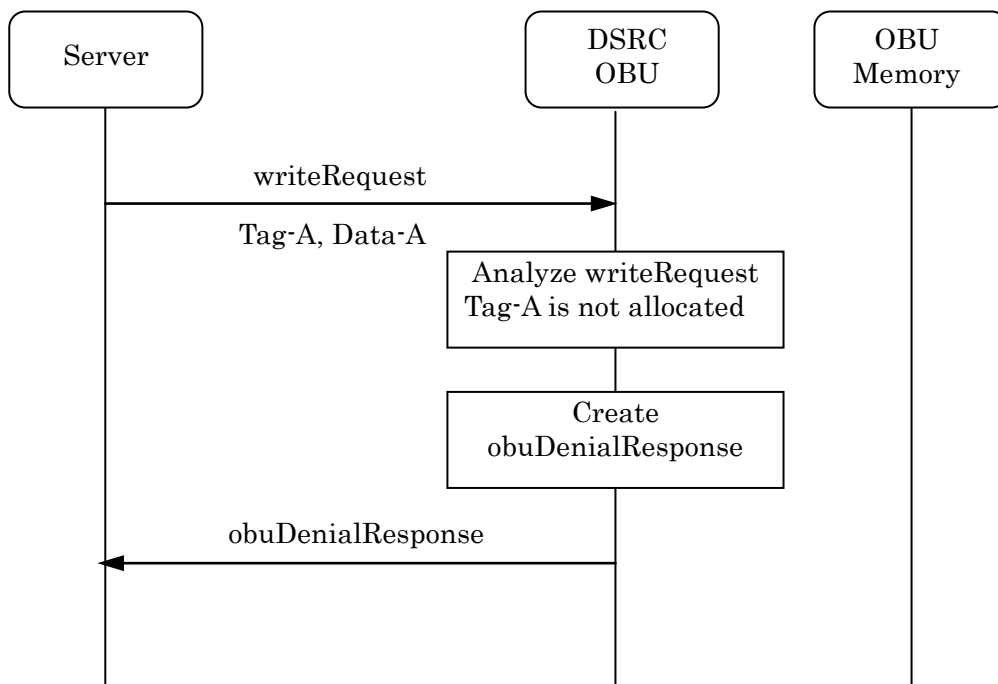 Server
DSRC
OBU
OBU
Memory
writeRequest
Tag-A, Data-A
Analyze writeRequest
Tag-A is not allocated
Create
obuDenialResponse
obuDenialResponse